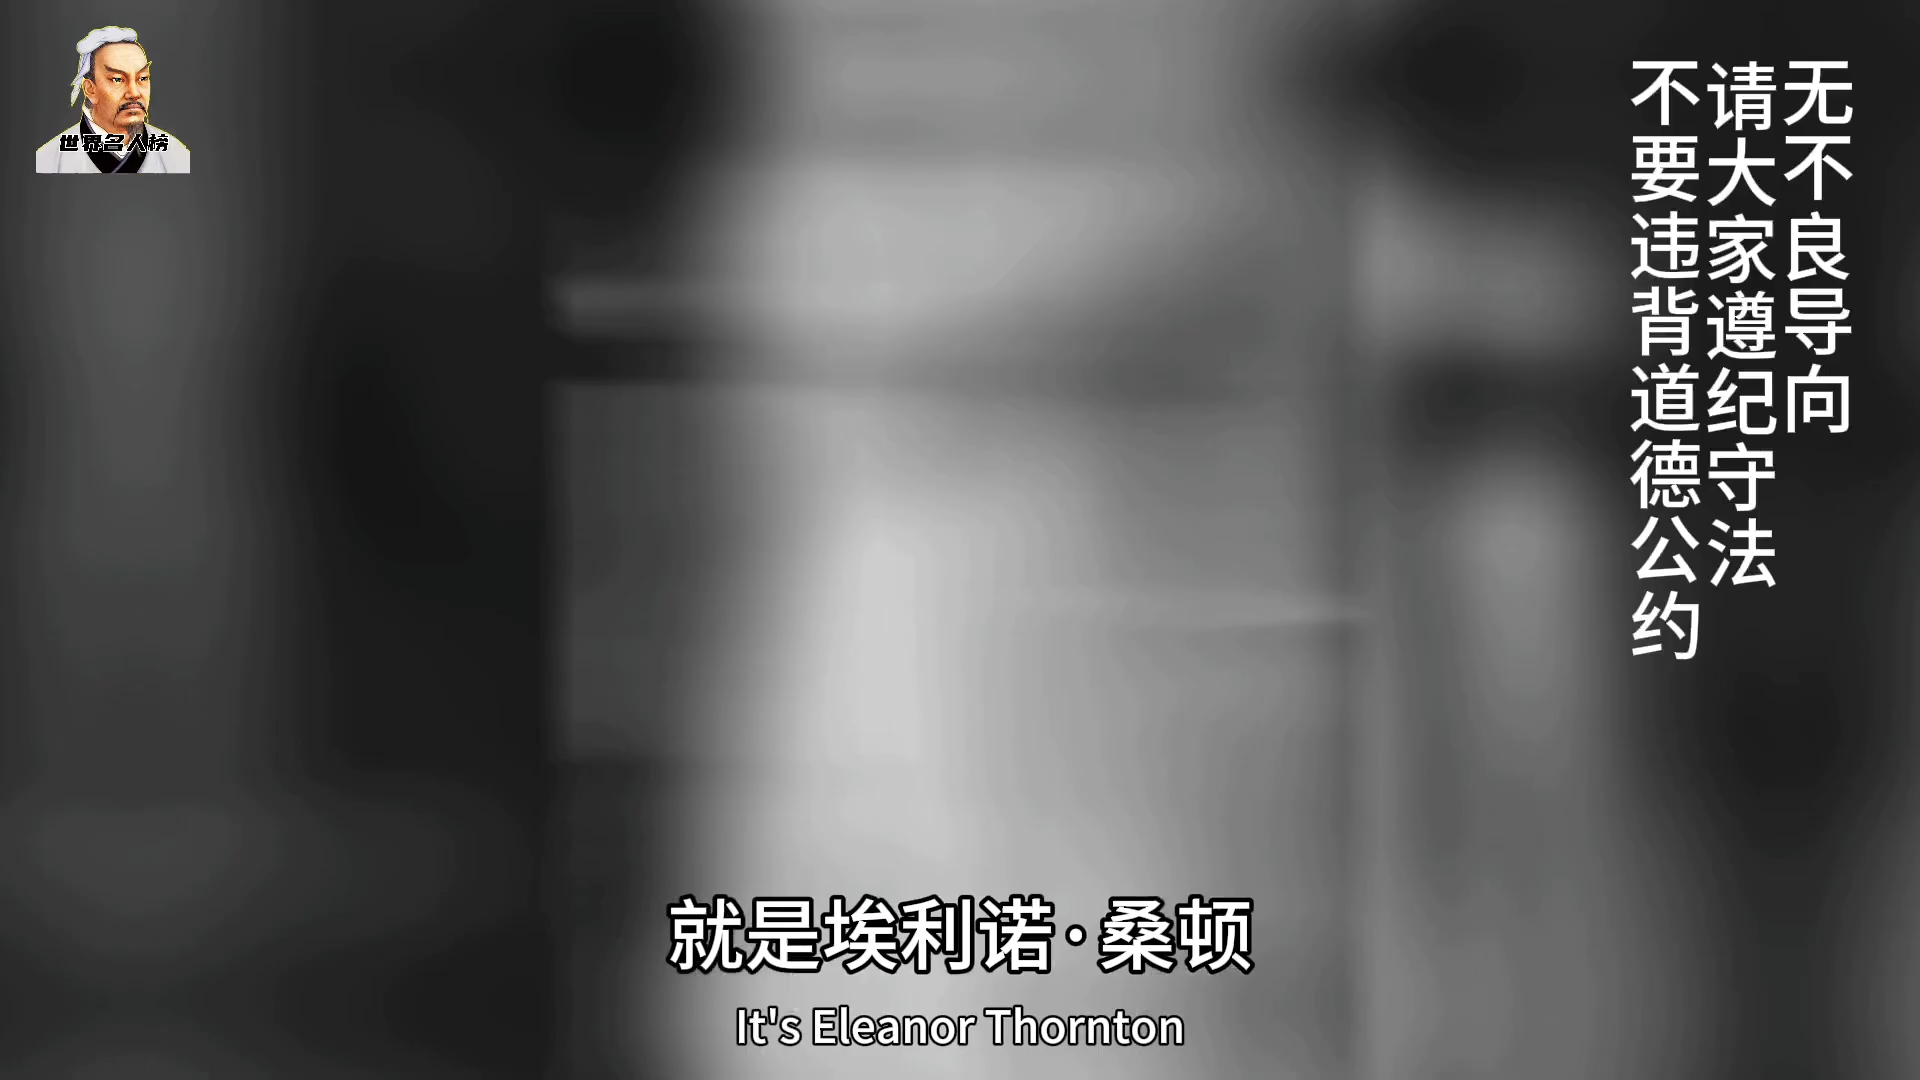 世界名人榜
无不良导向
请大家遵纪守法
不要违背道德公约
就是埃利诺·桑顿
It's Eleanor Thornton